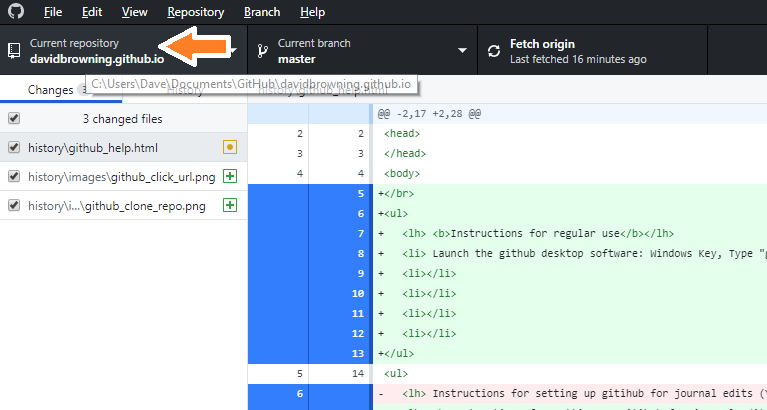 File Edit View Repository Branch Help
Current repository
davidbrowning.github.io
Current branch
master
Fetch origin
Last fetched 16 minutes ago
C:\Users\Dave\Documents\GitHub\davidbrowning.github.io
Changes 3 History history\github_help.html
3 changed files
history\github_help.html
history\images\github_click_url.png
history\i...\github_clone_repo.png
@@ -2,17 +2,28 @@
2 2 <head>
3 3 </head>
4 4 <body>
5 +</br>
6 +<ul>
7 + <lh> <b>Instructions for regular use</b></lh>
8 + <li> Launch the github desktop software: Windows Key, Type "g
9 + <li></li>
10 + <li></li>
11 + <li></li>
12 + <li></li>
13 +</ul>
5 14 <ul>
6 - <lh> Instructions for setting up gitihub for journal edits (